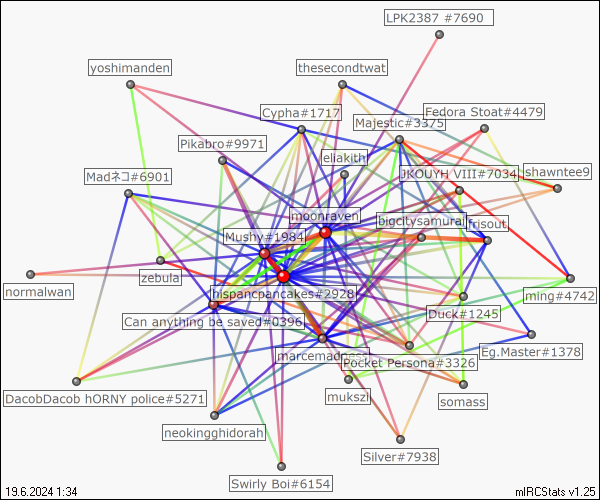 LPK2387 #7690
yoshimanden
thesecondtwat
Cypha#1717
Fedora Stoat#4479
Majestic#3375
Pikabro#9971
eliakith
Madネコ#6901
JKOUYH VIII#7034
shawntee9
moonraven
bigcitysamurai
frisout
Mushy#1984
zebula
normalwan
hispancpancakes#2928
ming#4742
Duck#1245
Can anything be saved#0396
Eg.Master#1378
marcemadness
Pocket Persona#3326
DacobDacob hORNY police#5271
mukszi
somass
neokingghidorah
Silver#7938
Swirly Boi#6154
19.6.2024 1:34
mIRCStats v1.25